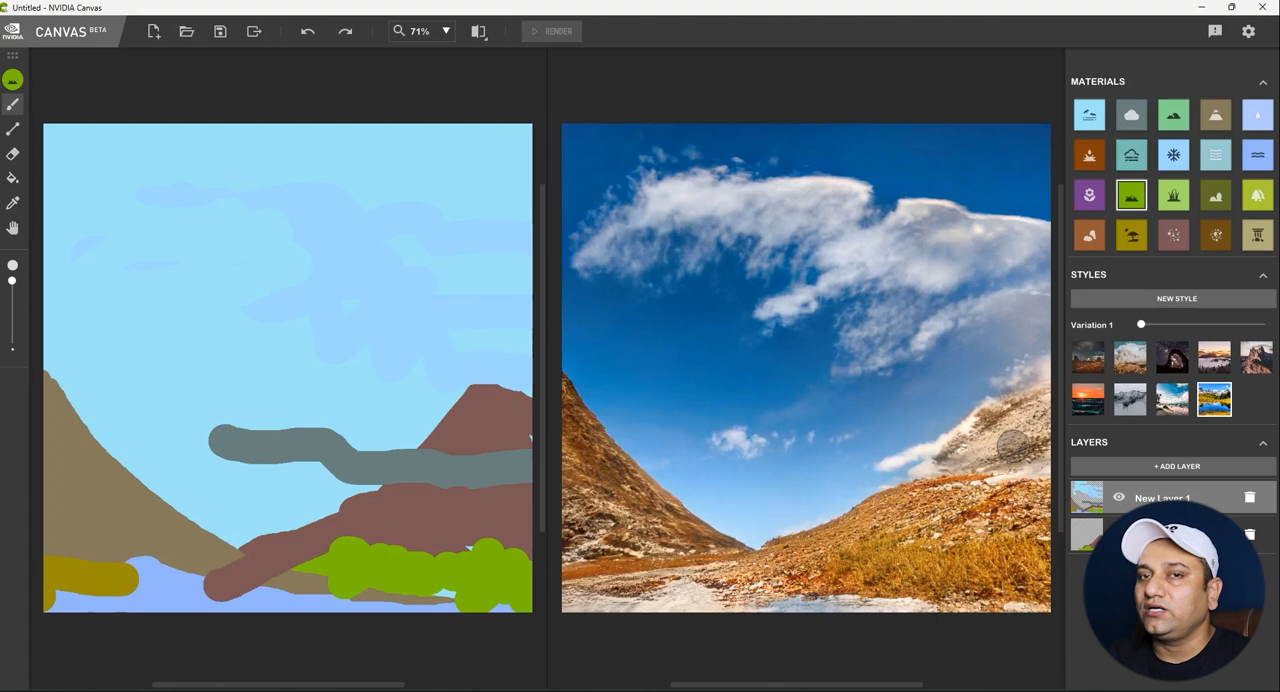 Untitled - NVIDIA Canvas
NVIDIA
CANVAS BETA
71%
RENDER
MATERIALS
STYLES
NEW STYLE
Variation 1
LAYERS
+ ADD LAYER
New Layer 1